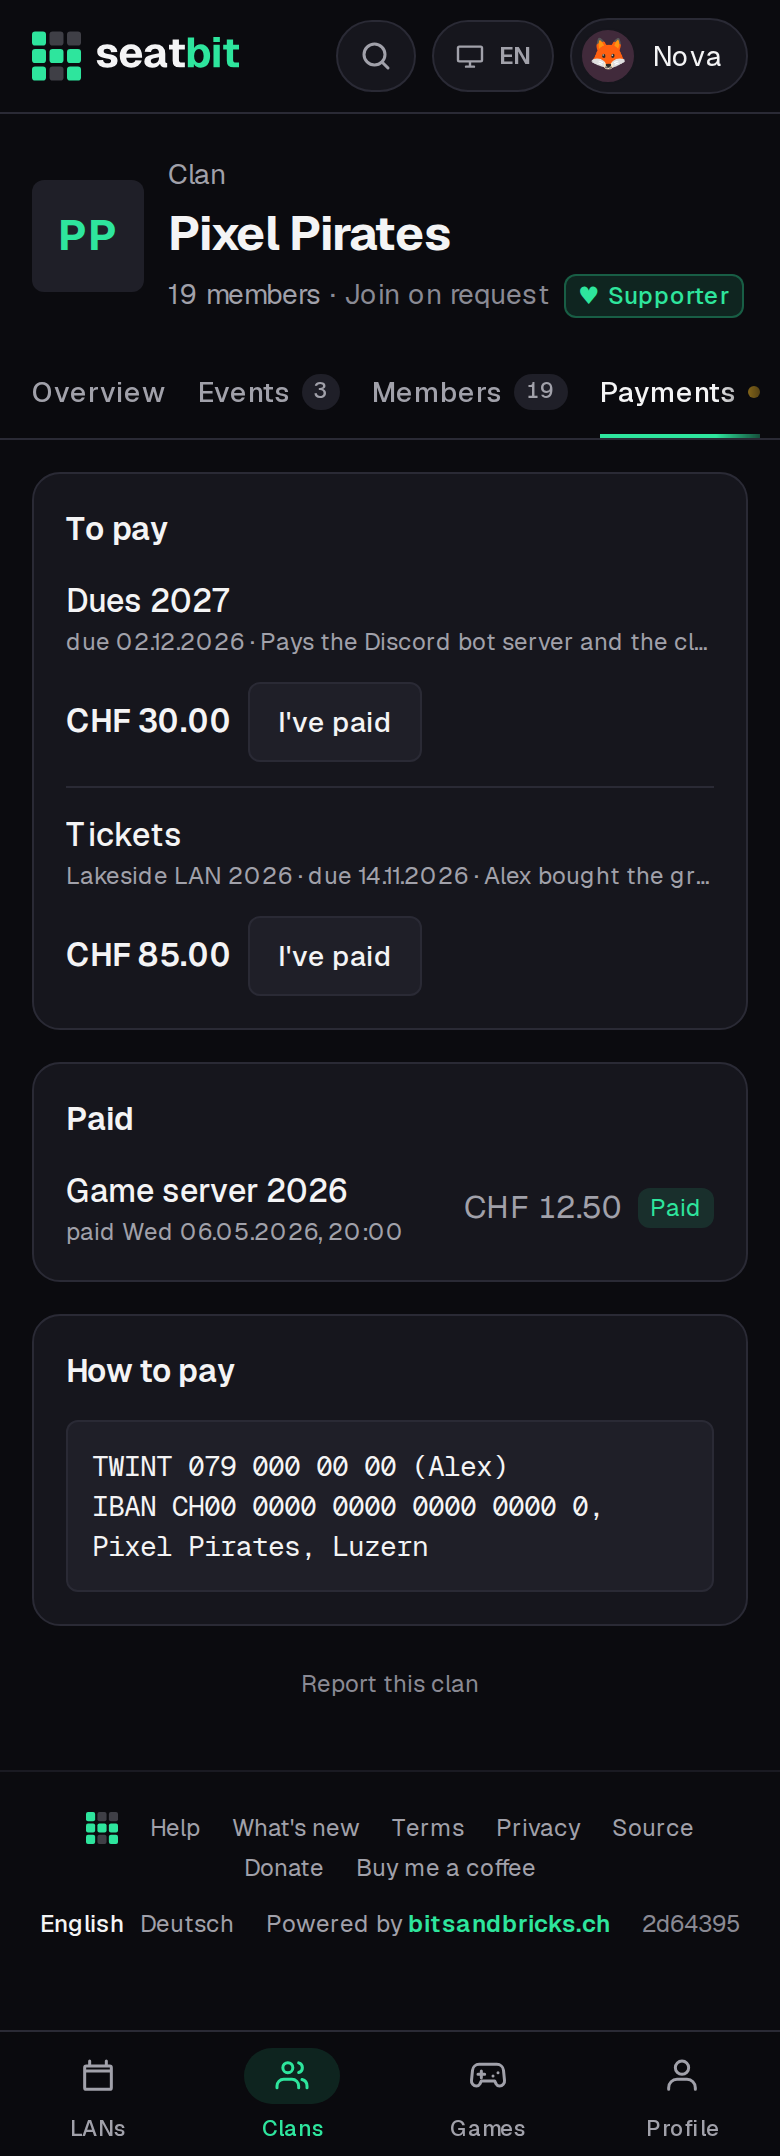 seatbit
EN
Nova
Clan
PP
Pixel Pirates
19 members · Join on request ♥ Supporter
Overview Events 3 Members 19 Payments
To pay
Dues 2027
due 02.12.2026 · Pays the Discord bot server and the cl…
CHF 30.00 I've paid
Tickets
Lakeside LAN 2026 · due 14.11.2026 · Alex bought the gr…
CHF 85.00 I've paid
Paid
Game server 2026
paid Wed 06.05.2026, 20:00
CHF 12.50 Paid
How to pay
TWINT 079 000 00 00 (Alex)
IBAN CH00 0000 0000 0000 0000 0,
Pixel Pirates, Luzern
Report this clan
Help What's new Terms Privacy Source
Donate Buy me a coffee
English Deutsch Powered by bitsandbricks.ch 2d64395
LANs Clans Games Profile